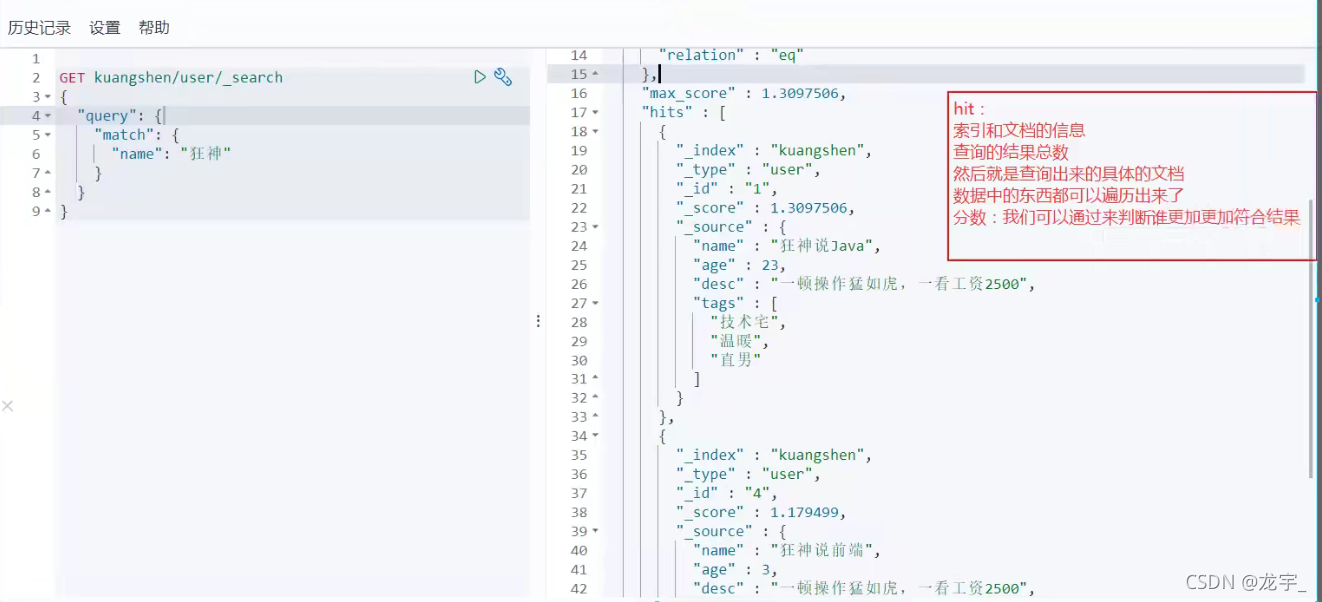 历史记录 设置 帮助
1
2 GET kuangshen/user/_search
3 {
4 "query": {
5 "match": {
6 "name": "狂神"
7 }
8 }
9 }
14 "relation" : "eq"
15 },
16 "max_score" : 1.3097506,
17 "hits" : [
18 {
19 "_index" : "kuangshen",
20 "_type" : "user",
21 "_id" : "1",
22 "_score" : 1.3097506,
23 "_source" : {
24 "name" : "狂神说Java",
25 "age" : 23,
26 "desc" : "一顿操作猛如虎，一看工资2500",
27 "tags" : [
28 "技术宅",
29 "温暖",
30 "直男"
31 ]
32 }
33 },
34 {
35 "_index" : "kuangshen",
36 "_type" : "user",
37 "_id" : "4",
38 "_score" : 1.179499,
39 "_source" : {
40 "name" : "狂神说前端",
41 "age" : 3,
42 "desc" : "一顿操作猛如虎，一看工资2500",
hit：
索引和文档的信息
查询的结果总数
然后就是查询出来的具体的文档
数据中的东西都可以遍历出来了
分数：我们可以通过来判断谁更加更加符合结果
CSDN @龙宇_